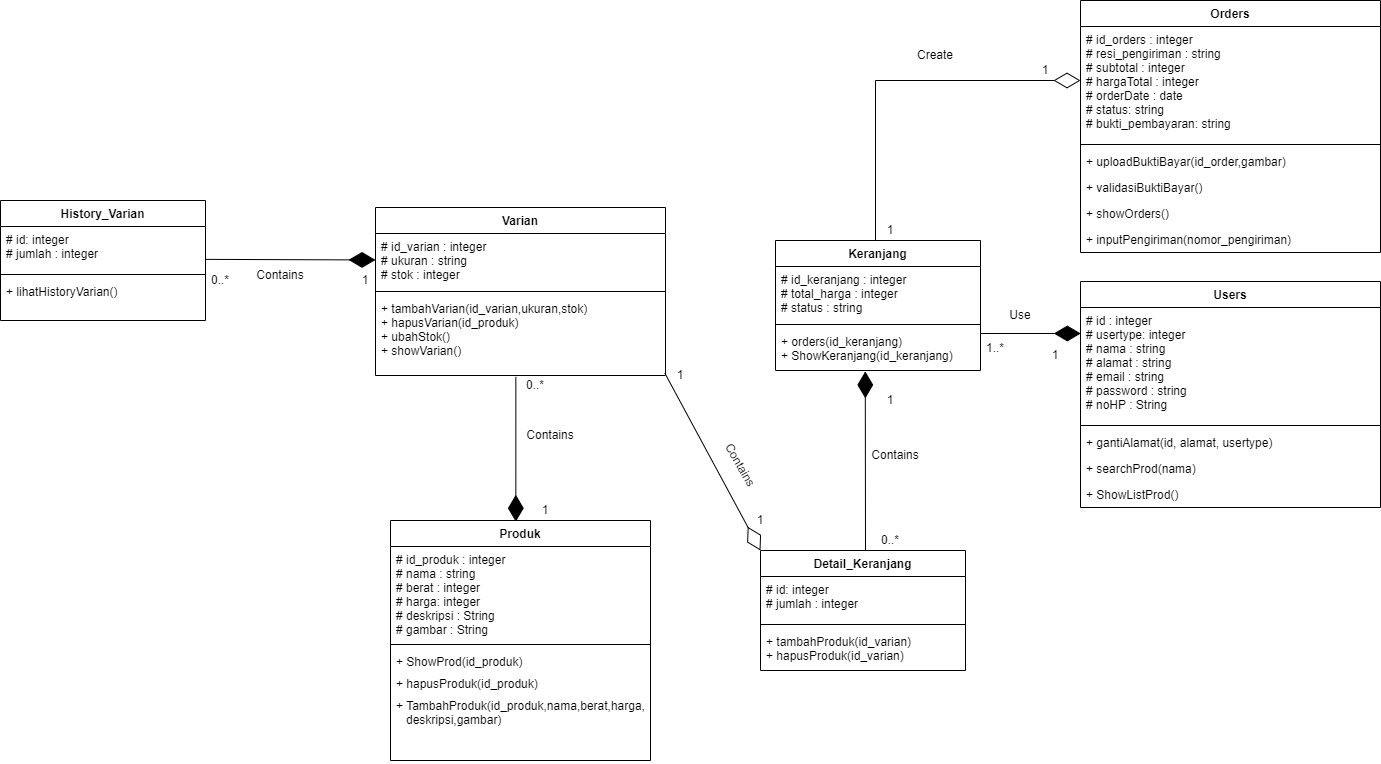 Orders
# id_orders : integer
# resi_pengiriman : string
# subtotal : integer
# hargaTotal : integer
# orderDate : date
# status: string
# bukti_pembayaran: string
+ uploadBuktiBayar(id_order,gambar)
+ validasiBuktiBayar()
+ showOrders()
+ inputPengiriman(nomor_pengiriman)
Create
1
1
History_Varian
# id: integer
# jumlah : integer
+ lihatHistoryVarian()
0..*
Contains
1
Varian
# id_varian : integer
# ukuran : string
# stok : integer
+ tambahVarian(id_varian,ukuran,stok)
+ hapusVarian(id_produk)
+ ubahStok()
+ showVarian()
Keranjang
# id_keranjang : integer
# total_harga : integer
# status : string
+ orders(id_keranjang)
+ ShowKeranjang(id_keranjang)
Use
1..*
1
Users
# id : integer
# usertype: integer
# nama : string
# alamat : string
# email : string
# password : string
# noHP : String
+ gantiAlamat(id, alamat, usertype)
+ searchProd(nama)
+ ShowListProd()
0..*
Contains
1
1
Contains
1
1
Contains
0..*
Produk
# id_produk : integer
# nama : string
# berat : integer
# harga: integer
# deskripsi : String
# gambar : String
+ ShowProd(id_produk)
+ hapusProduk(id_produk)
+ TambahProduk(id_produk,nama,berat,harga,
deskripsi,gambar)
Detail_Keranjang
# id: integer
# jumlah : integer
+ tambahProduk(id_varian)
+ hapusProduk(id_varian)